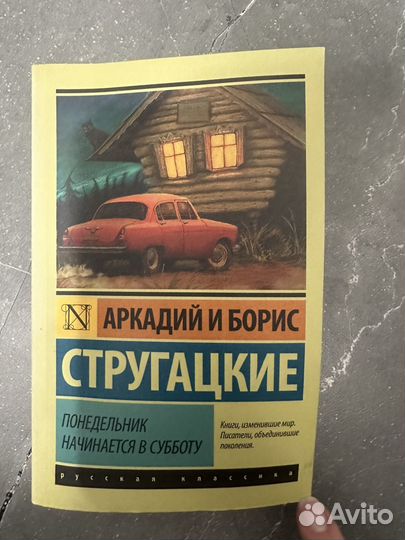 АРКАДИЙ И БОРИС
СТРУГАЦКИЕ
ПОНЕДЕЛЬНИК
НАЧИНАЕТСЯ В СУББОТУ
Книги, изменившие мир.
Писатели, объединившие
поколения.
русская классика
Avito